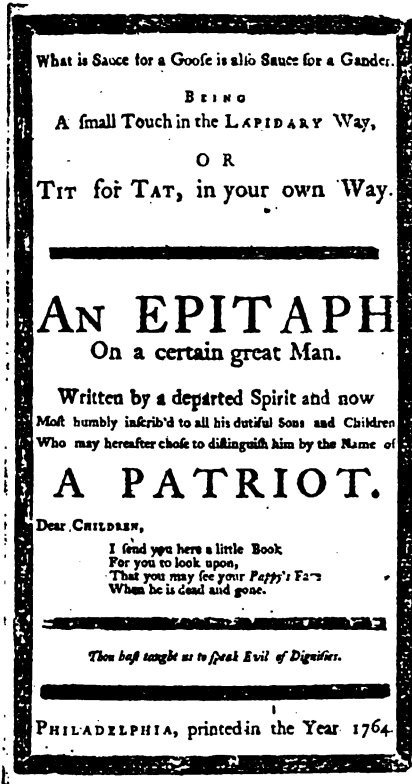 What is Sauce for a Gooſe is alſo Sauce for a Gander.
BEING
A ſmall Touch in the LAPIDARY Way,
OR
TIT for TAT, in your own Way.
AN EPITAPH
On a certain great Man.
Written by a departed Spirit and now
Moſt humbly inſcrib'd to all his dutiful Sons and Children
Who may hereafter choſe to diſtinguiſh him by the Name of
A PATRIOT.
Dear CHILDREN,
I ſend you here a little Book
For you to look upon,
That you may ſee your Pappy's Face
When he is dead and gone.
Thou haſt taught us to ſpeak Evil of Dignities.
PHILADELPHIA, printed in the Year 1764